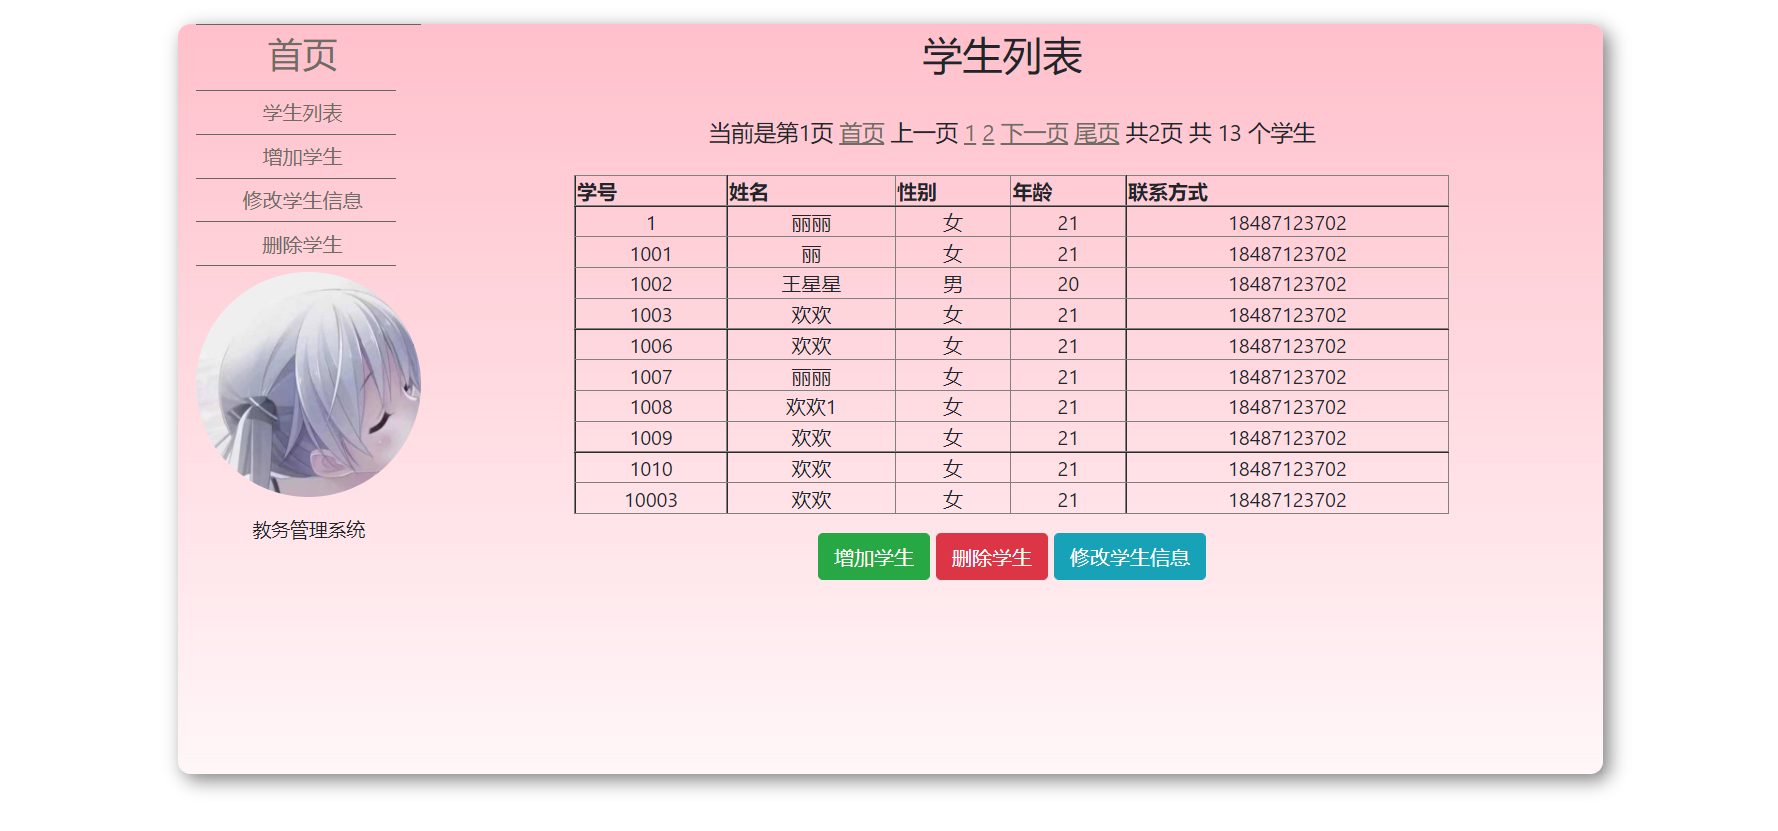 首页
学生列表
增加学生
修改学生信息
删除学生
教务管理系统
学生列表
当前是第1页 首页 上一页 1 2 下一页 尾页 共2页 共 13 个学生
学号 姓名 性别 年龄 联系方式
1 丽丽 女 21 18487123702
1001 丽 女 21 18487123702
1002 王星星 男 20 18487123702
1003 欢欢 女 21 18487123702
1006 欢欢 女 21 18487123702
1007 丽丽 女 21 18487123702
1008 欢欢1 女 21 18487123702
1009 欢欢 女 21 18487123702
1010 欢欢 女 21 18487123702
10003 欢欢 女 21 18487123702
增加学生 删除学生 修改学生信息